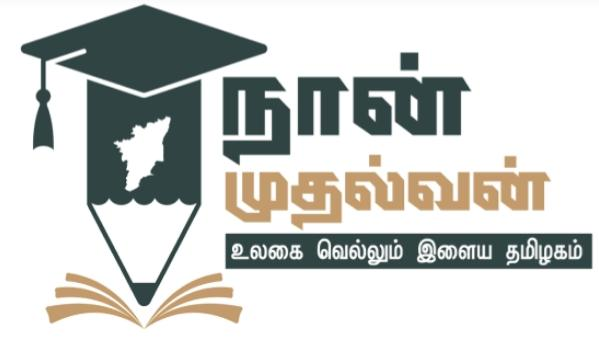 நான்
முதல்வன்
உலகை வெல்லும் இளைய தமிழகம்